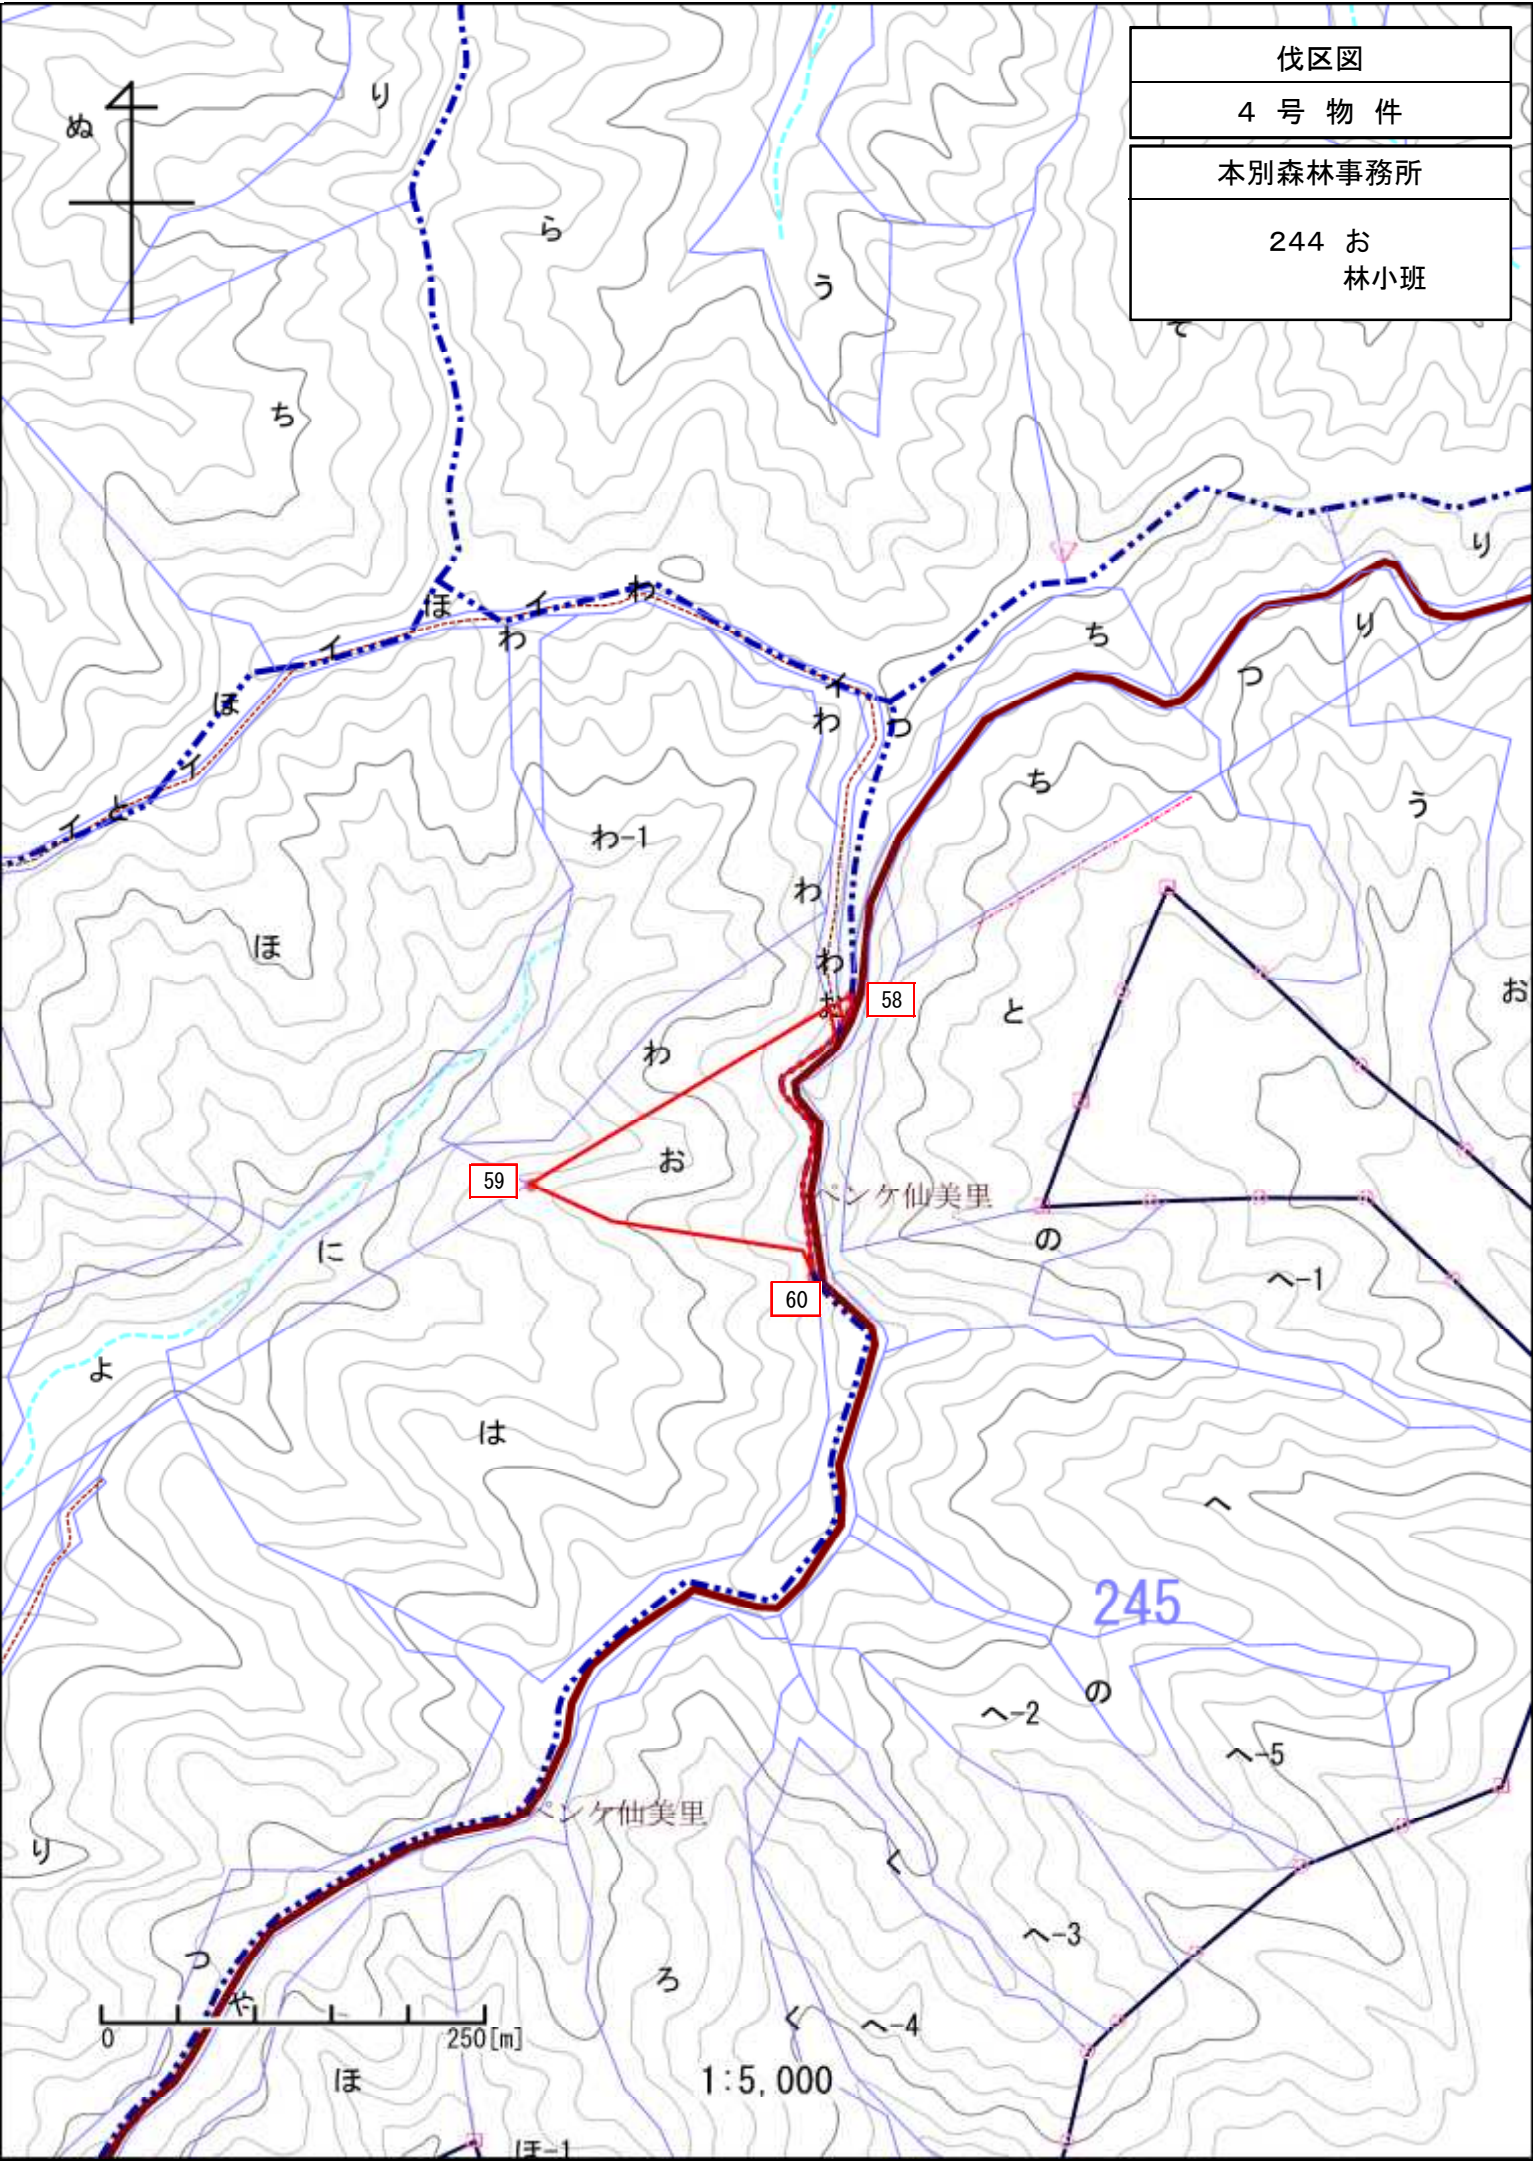 伐区図
4 号 物 件
本別森林事務所
244 お
林小班
り
ぬ
ら
う
そ
ち
り
ほ
イ
わ
イ
わ
り
ち
つ
ほ
イ
わ
つ
イ
と
イ
ち
う
わ-1
わ
ほ
わ
お
58
と
お
わ
お
59
ペンケ仙美里
に
の
へ-1
60
よ
は
へ
245
の
へ-2
へ-5
ペンケ仙美里
り
く
へ-3
つ
や
ろ
く
へ-4
0
250[m]
ほ
1:5,000
ほ-1